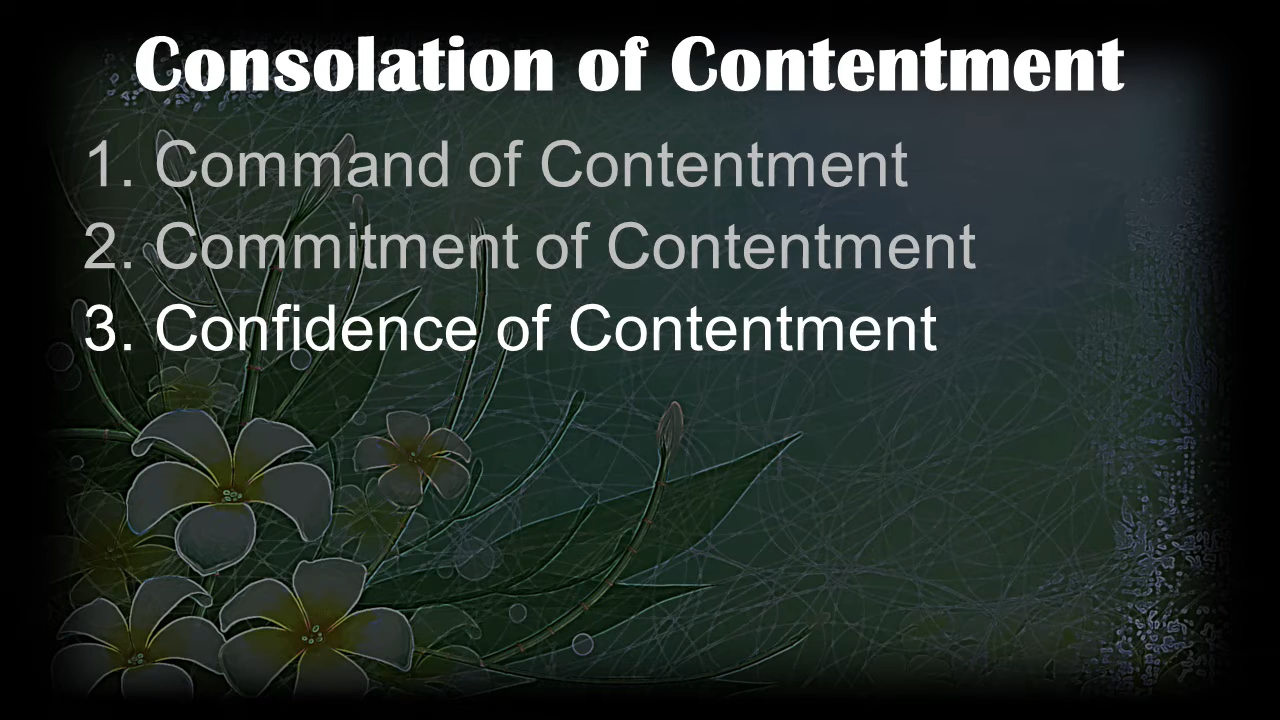 Consolation of Contentment
1. Command of Contentment
2. Commitment of Contentment
3. Confidence of Contentment